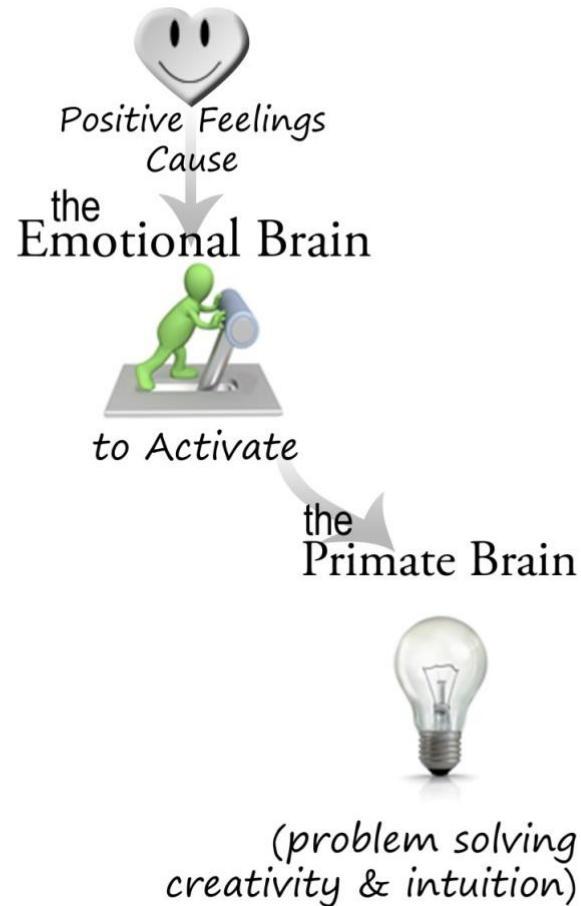 Positive Feelings
Cause
the
Emotional Brain
to Activate
the
Primate Brain
(problem solving
creativity & intuition)